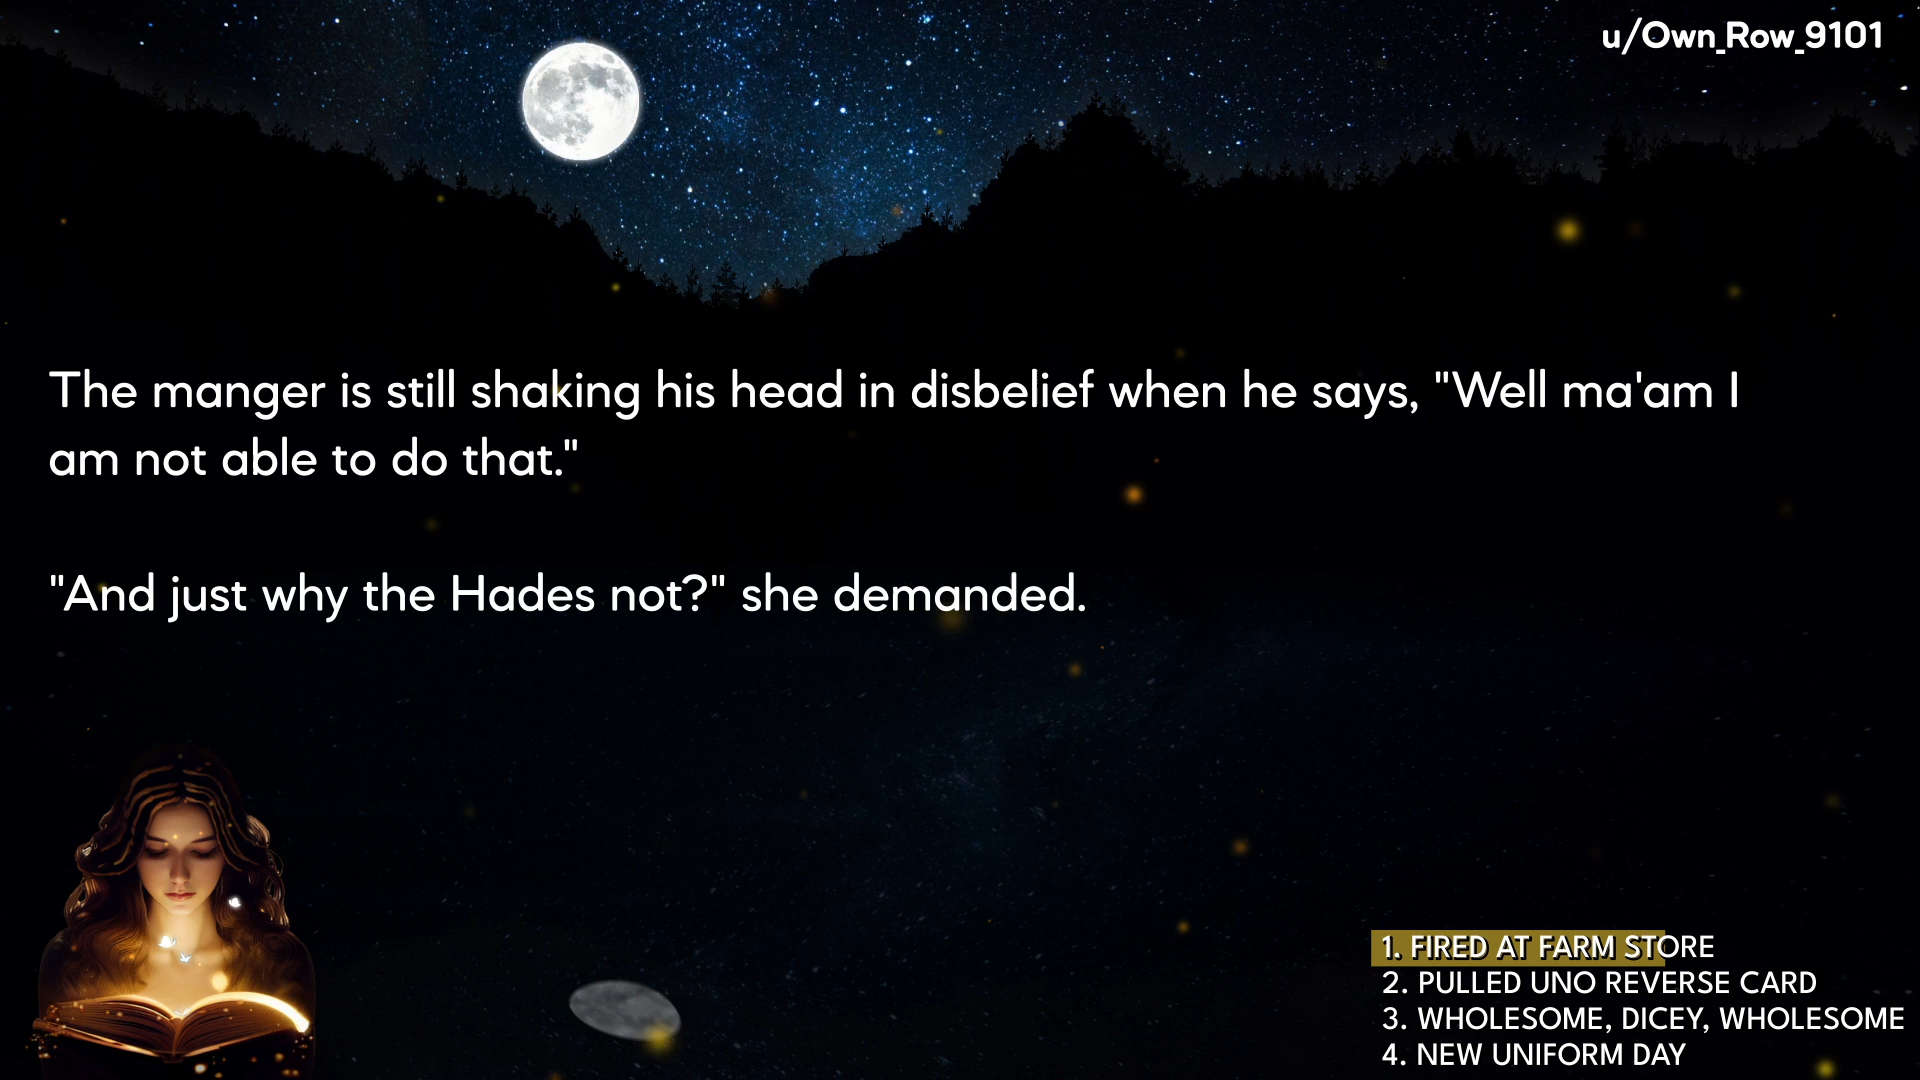 u/Own_Row_9101
The manger is still shaking his head in disbelief when he says, "Well ma'am I
am not able to do that."
"And just why the Hades not?" she demanded.
1. FIRED AT FARM STORE
2. PULLED UNO REVERSE CARD
3. WHOLESOME, DICEY, WHOLESOME
4. NEW UNIFORM DAY